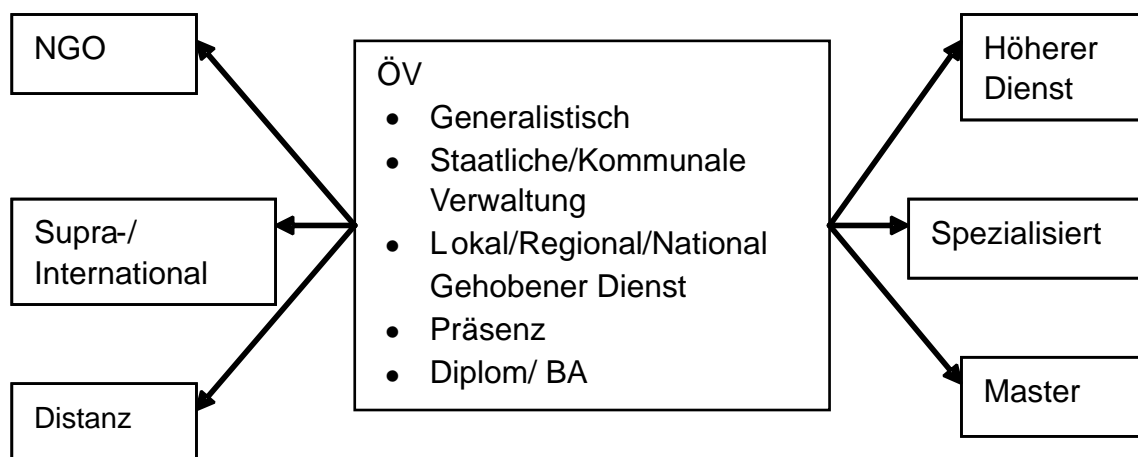 NGO
Supra-/
International
Distanz
ÖV
• Generalistisch
• Staatliche/Kommunale
Verwaltung
• Lokal/Regional/National
Gehobener Dienst
• Präsenz
• Diplom/ BA
Höherer
Dienst
Spezialisiert
Master